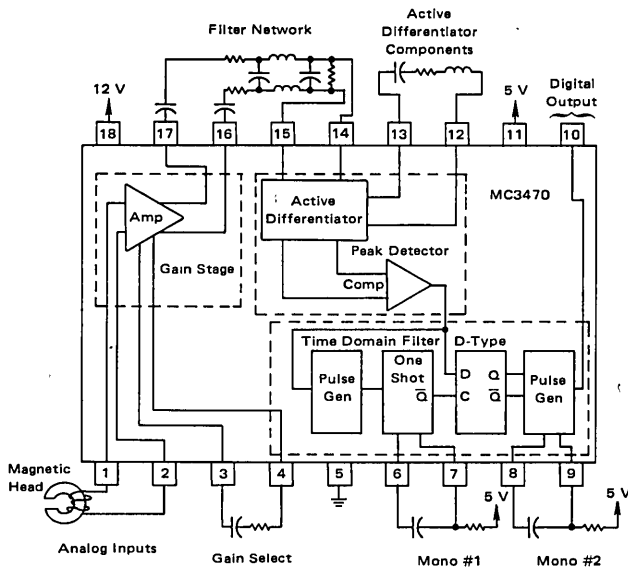 Filter Network
Active
Differentiator
Components
12 V
5 V
Digital
Output
18
17
16
15
14
13
12
11
10
MC3470
Amp
Gain Stage
Active
Differentiator
Peak Detector
Comp
Time Domain Filter
D-Type
Pulse
Gen
One
Shot
Q̅
D
Q
C
Q̅
Pulse
Gen
Magnetic
Head
1
2
3
4
5
6
7
8
9
5 V
5 V
Analog Inputs
Gain Select
Mono #1
Mono #2